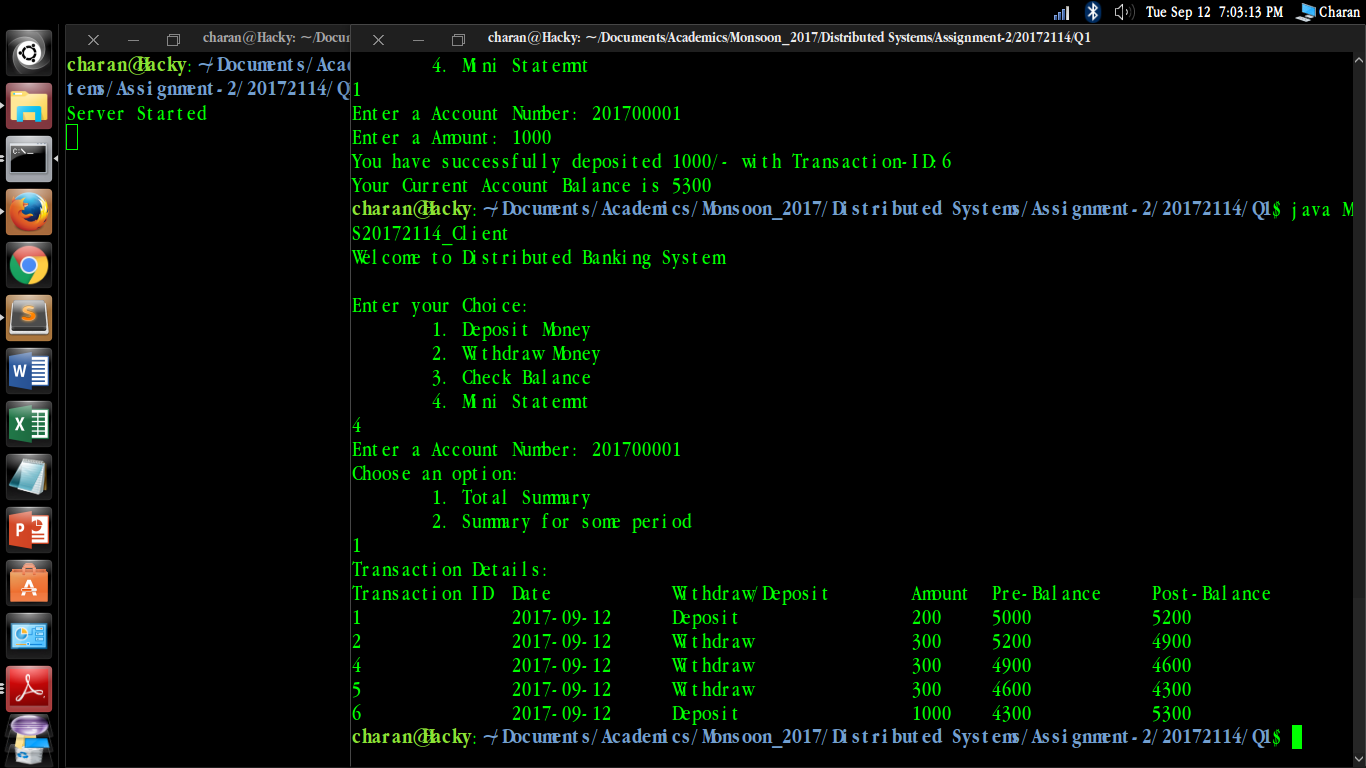 Tue Sep 12 7:03:13 PM Charan
charan@Hacky: ~/Docur
charan@Hacky: ~/Documents/Academics/Monsoon_2017/Distributed Systems/Assignment-2/20172114/Q1
charan@Hacky:~/Documents/Aca
tems/Assignment-2/20172114/Q
Server Started
4. Mini Statemnt
1
Enter a Account Number: 201700001
Enter a Amount: 1000
You have successfully deposited 1000/- with Transaction-ID:6
Your Current Account Balance is 5300
charan@Hacky:~/Documents/Academics/Monsoon_2017/Distributed Systems/Assignment-2/20172114/Q1$ java M
S20172114_Client
Welcome to Distributed Banking System
Enter your Choice:
1. Deposit Money
2. Withdraw Money
3. Check Balance
4. Mini Statemnt
4
Enter a Account Number: 201700001
Choose an option:
1. Total Summary
2. Summary for some period
1
Transaction Details:
Transaction ID Date Withdraw/Deposit Amount Pre-Balance Post-Balance
1 2017-09-12 Deposit 200 5000 5200
2 2017-09-12 Withdraw 300 5200 4900
4 2017-09-12 Withdraw 300 4900 4600
5 2017-09-12 Withdraw 300 4600 4300
6 2017-09-12 Deposit 1000 4300 5300
charan@Hacky:~/Documents/Academics/Monsoon_2017/Distributed Systems/Assignment-2/20172114/Q1$